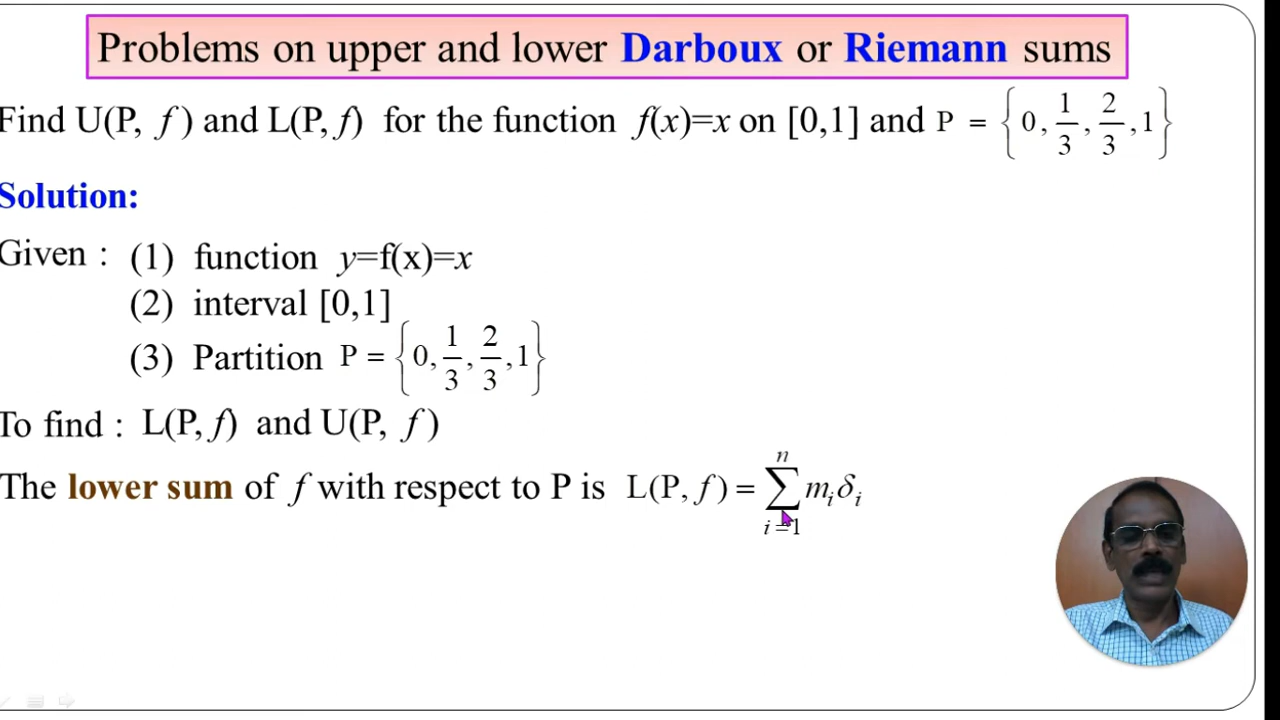 Problems on upper and lower Darboux or Riemann sums
Find U(P, f) and L(P, f) for the function f(x)=x on [0,1] and P = {0, 1/3, 2/3, 1}
Solution:
Given : (1) function y=f(x)=x
(2) interval [0,1]
(3) Partition P = {0, 1/3, 2/3, 1}
To find : L(P, f) and U(P, f)
The lower sum of f with respect to P is L(P, f) = ∑_{i=1}^{n} m_i δ_i